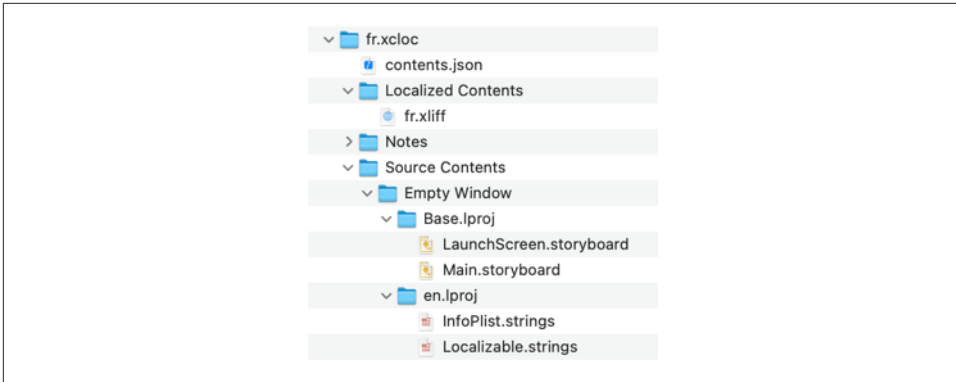 fr.xcloc
contents.json
Localized Contents
fr.xliff
Notes
Source Contents
Empty Window
Base.lproj
LaunchScreen.storyboard
Main.storyboard
en.lproj
InfoPlist.strings
Localizable.strings